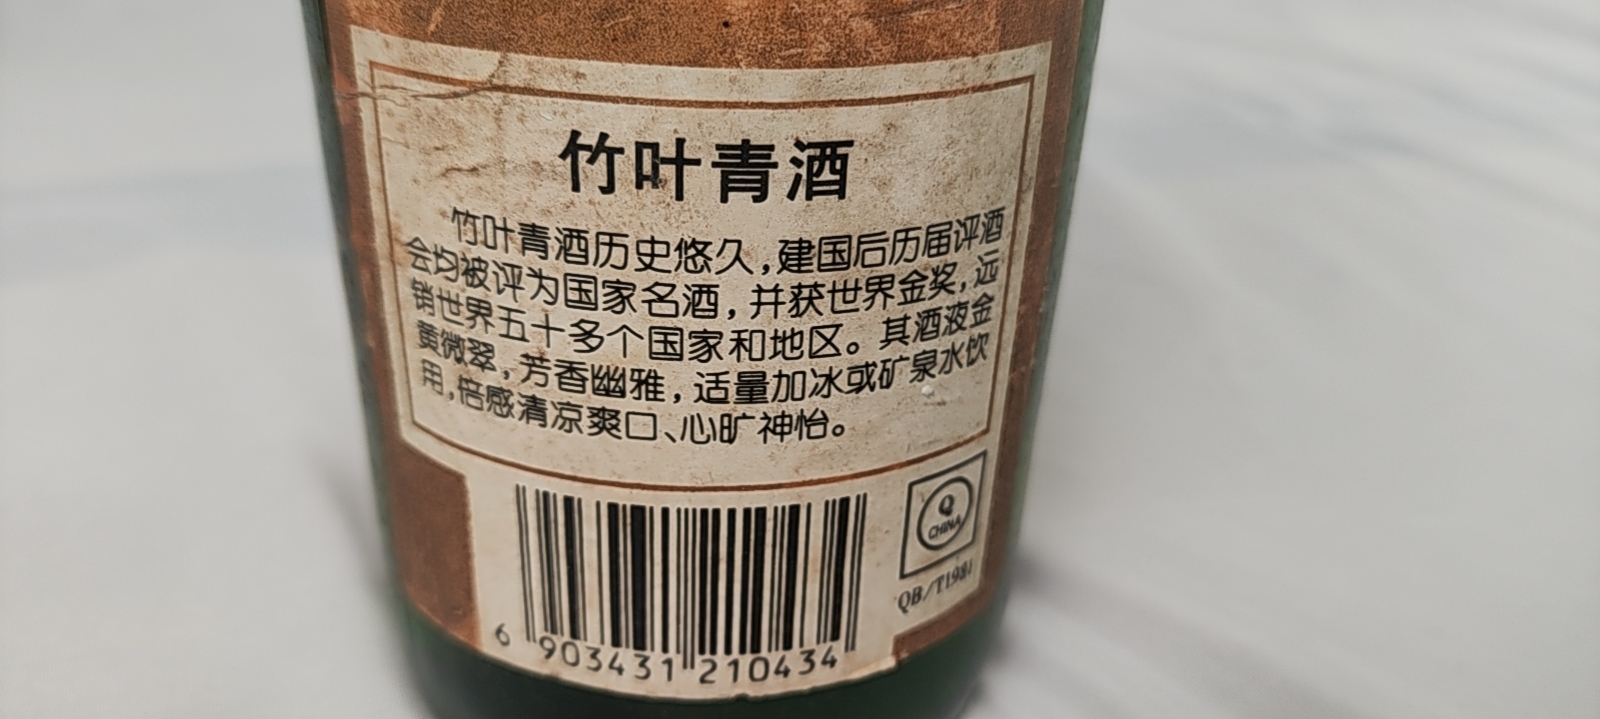 竹叶青酒
竹叶青酒历史悠久,建国后历届评酒
会均被评为国家名酒,并获世界金奖,远
销世界五十多个国家和地区。其酒液金
黄微翠,芳香幽雅,适量加冰或矿泉水饮
用,倍感清凉爽口、心旷神怡。
Q
CHINA
QB/T1981
6 903431 210434